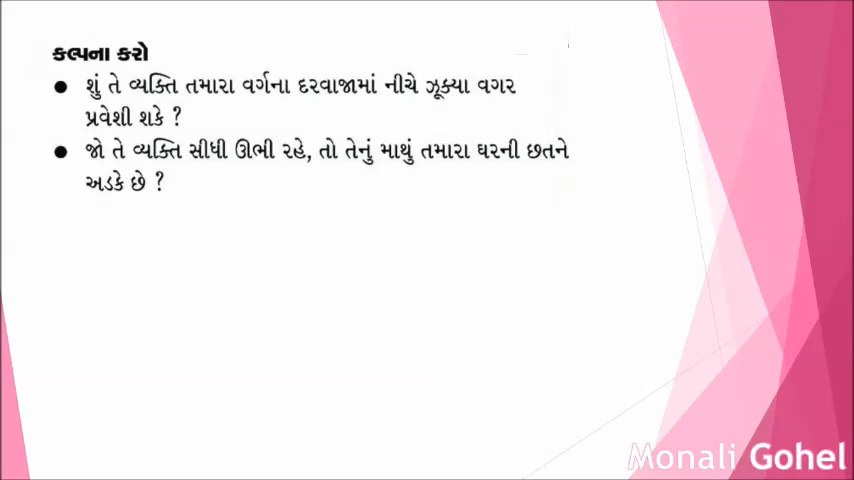 કલ્પના કરો
● શું તે વ્યક્તિ તમારા વર્ગના દરવાજામાં નીચે ઝૂક્યા વગર
પ્રવેશી શકે ?
● જો તે વ્યક્તિ સીધી ઊભી રહે, તો તેનું માથું તમારા ઘરની છતને
અડકે છે ?
Monali Gohel